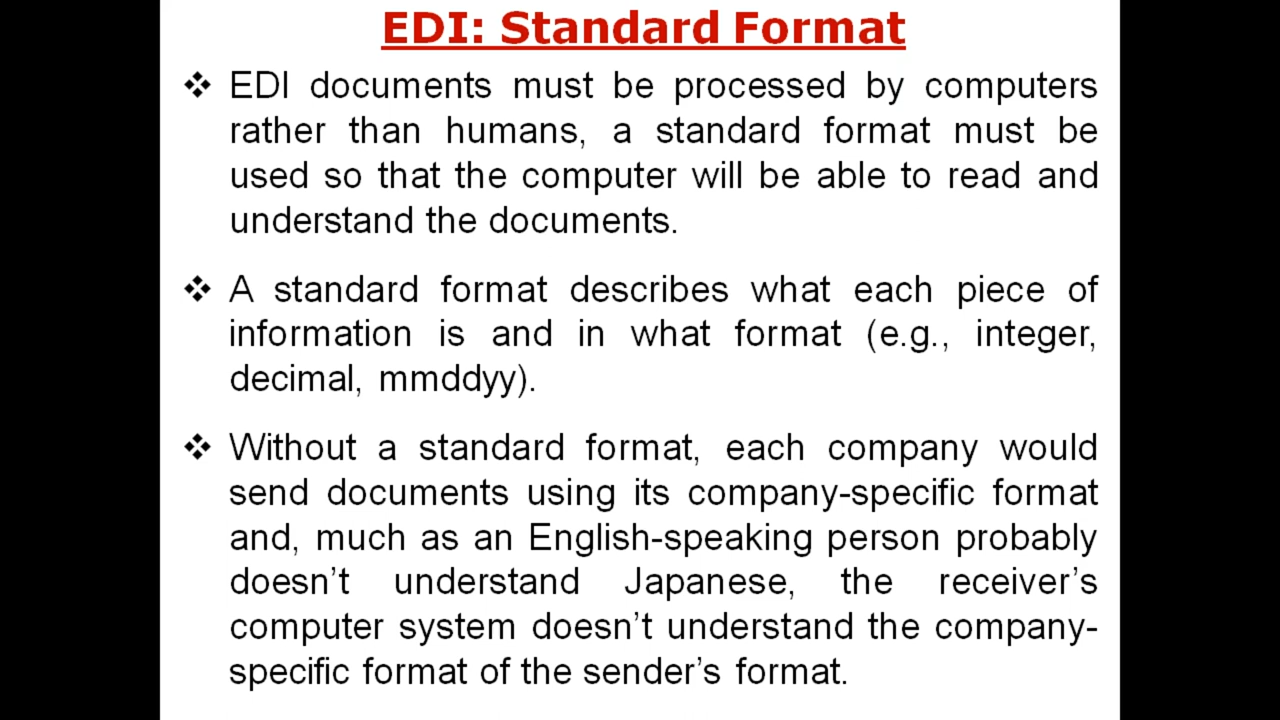 EDI: Standard Format
❖ EDI documents must be processed by computers
rather than humans, a standard format must be
used so that the computer will be able to read and
understand the documents.
❖ A standard format describes what each piece of
information is and in what format (e.g., integer,
decimal, mmddyy).
❖ Without a standard format, each company would
send documents using its company-specific format
and, much as an English-speaking person probably
doesn’t understand Japanese, the receiver’s
computer system doesn’t understand the company-
specific format of the sender’s format.